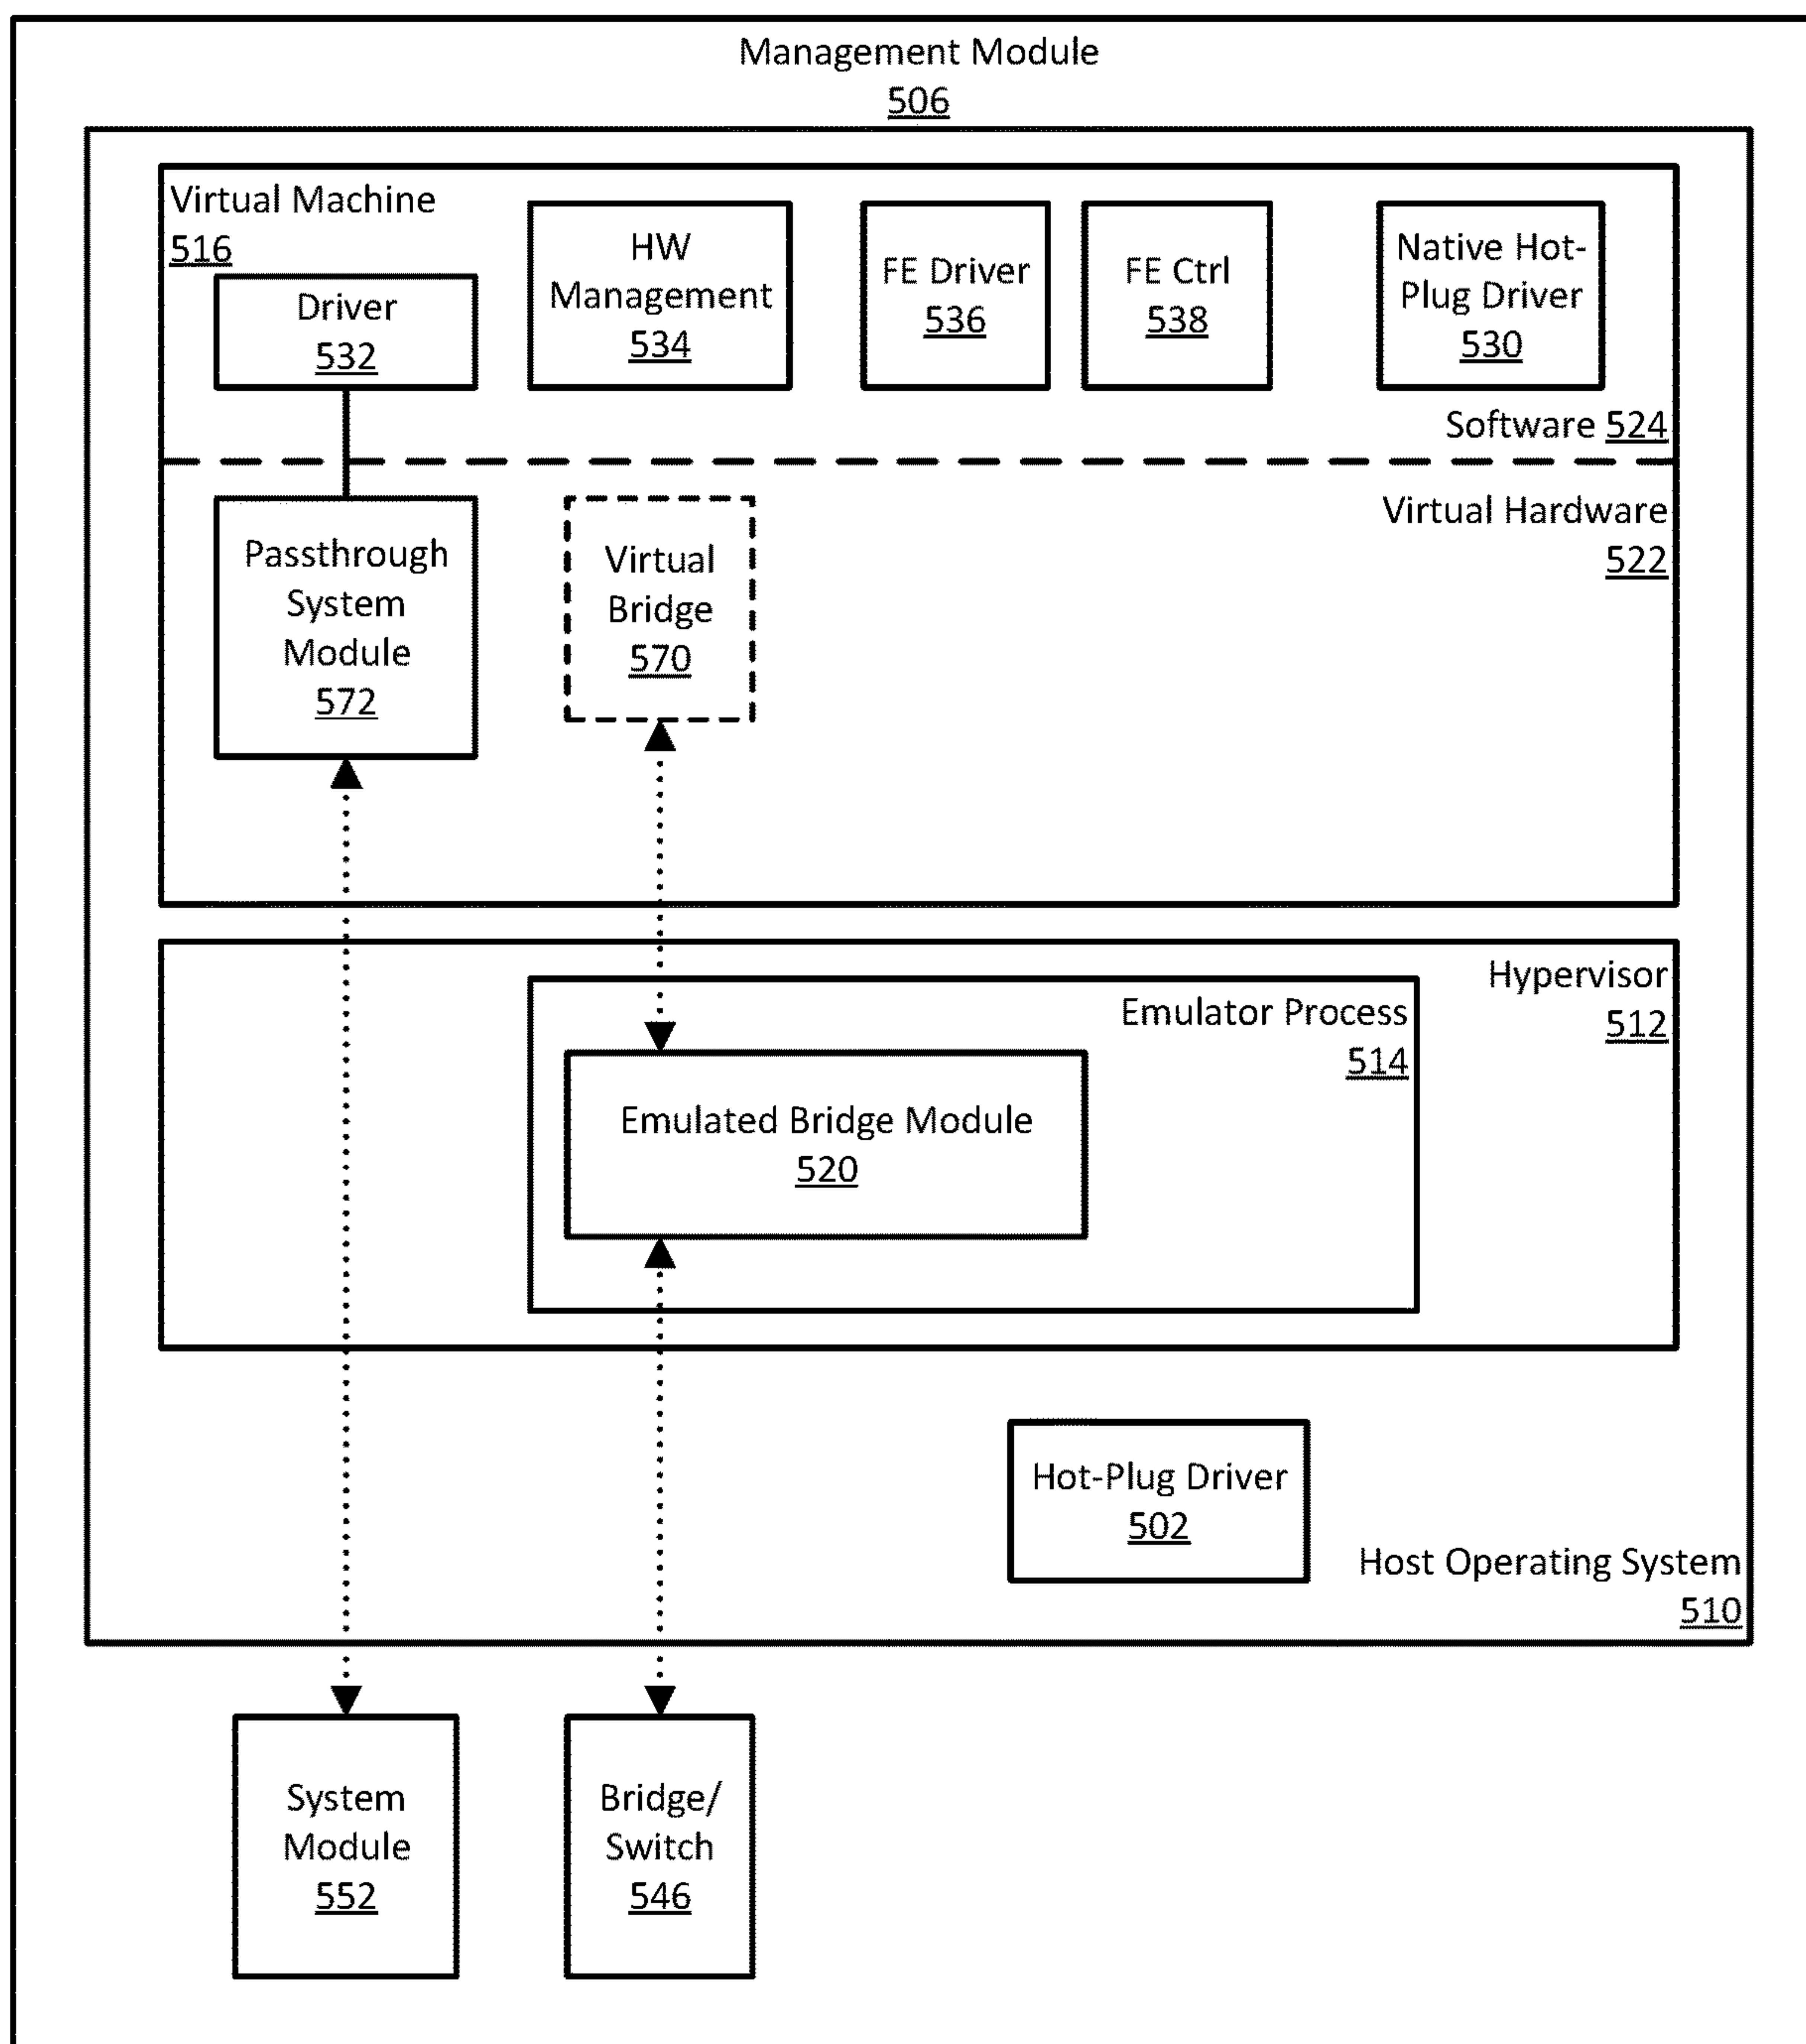 Management Module
506
Virtual Machine
516
Driver
532
HW
Management
534
FE Driver
536
FE Ctrl
538
Native Hot-
Plug Driver
530
Software 524
Virtual Hardware
522
Passthrough
System
Module
572
Virtual
Bridge
570
Hypervisor
512
Emulator Process
514
Emulated Bridge Module
520
Hot-Plug Driver
502
Host Operating System
510
System
Module
552
Bridge/
Switch
546